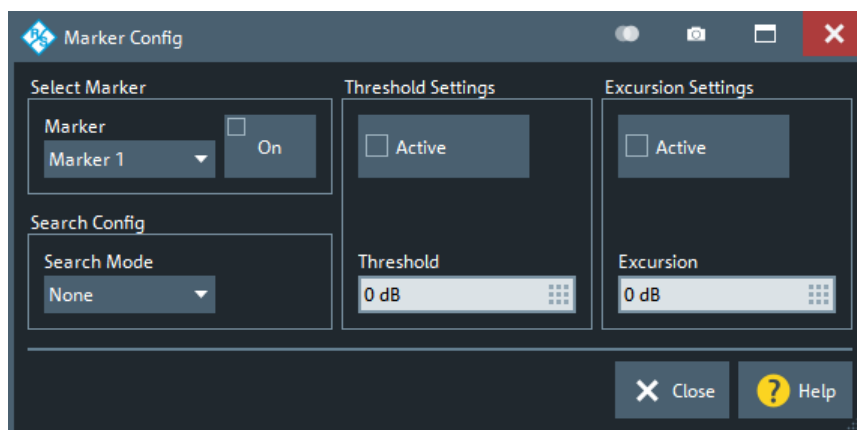 R&S Marker Config
Select Marker
Marker
Marker 1
On
Threshold Settings
Active
Excursion Settings
Active
Search Config
Search Mode
None
Threshold
0 dB
Excursion
0 dB
Close
? Help